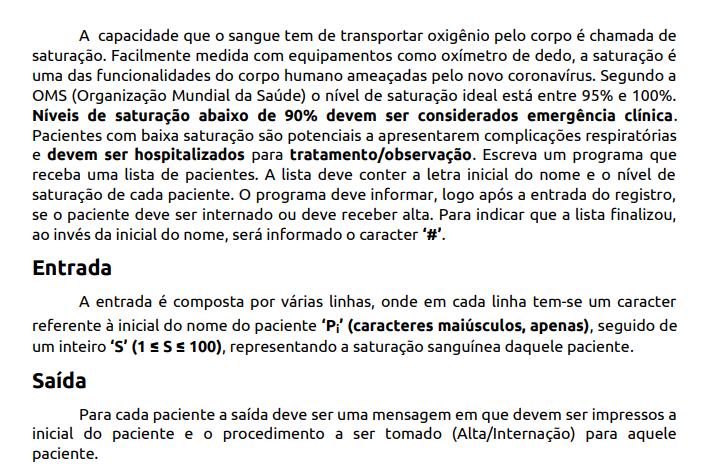 A capacidade que o sangue tem de transportar oxigênio pelo corpo é chamada de
saturação. Facilmente medida com equipamentos como oxímetro de dedo, a saturação é
uma das funcionalidades do corpo humano ameaçadas pelo novo coronavírus. Segundo a
OMS (Organização Mundial da Saúde) o nível de saturação ideal está entre 95% e 100%.
Níveis de saturação abaixo de 90% devem ser considerados emergência clínica.
Pacientes com baixa saturação são potenciais a apresentarem complicações respiratórias
e devem ser hospitalizados para tratamento/observação. Escreva um programa que
receba uma lista de pacientes. A lista deve conter a letra inicial do nome e o nível de
saturação de cada paciente. O programa deve informar, logo após a entrada do registro,
se o paciente deve ser internado ou deve receber alta. Para indicar que a lista finalizou,
ao invés da inicial do nome, será informado o caracter ‘#’.
Entrada
A entrada é composta por várias linhas, onde em cada linha tem-se um caracter
referente à inicial do nome do paciente ‘Pᵢ’ (caracteres maiúsculos, apenas), seguido de
um inteiro ‘S’ (1 ≤ S ≤ 100), representando a saturação sanguínea daquele paciente.
Saída
Para cada paciente a saída deve ser uma mensagem em que devem ser impressos a
inicial do paciente e o procedimento a ser tomado (Alta/Internação) para aquele
paciente.